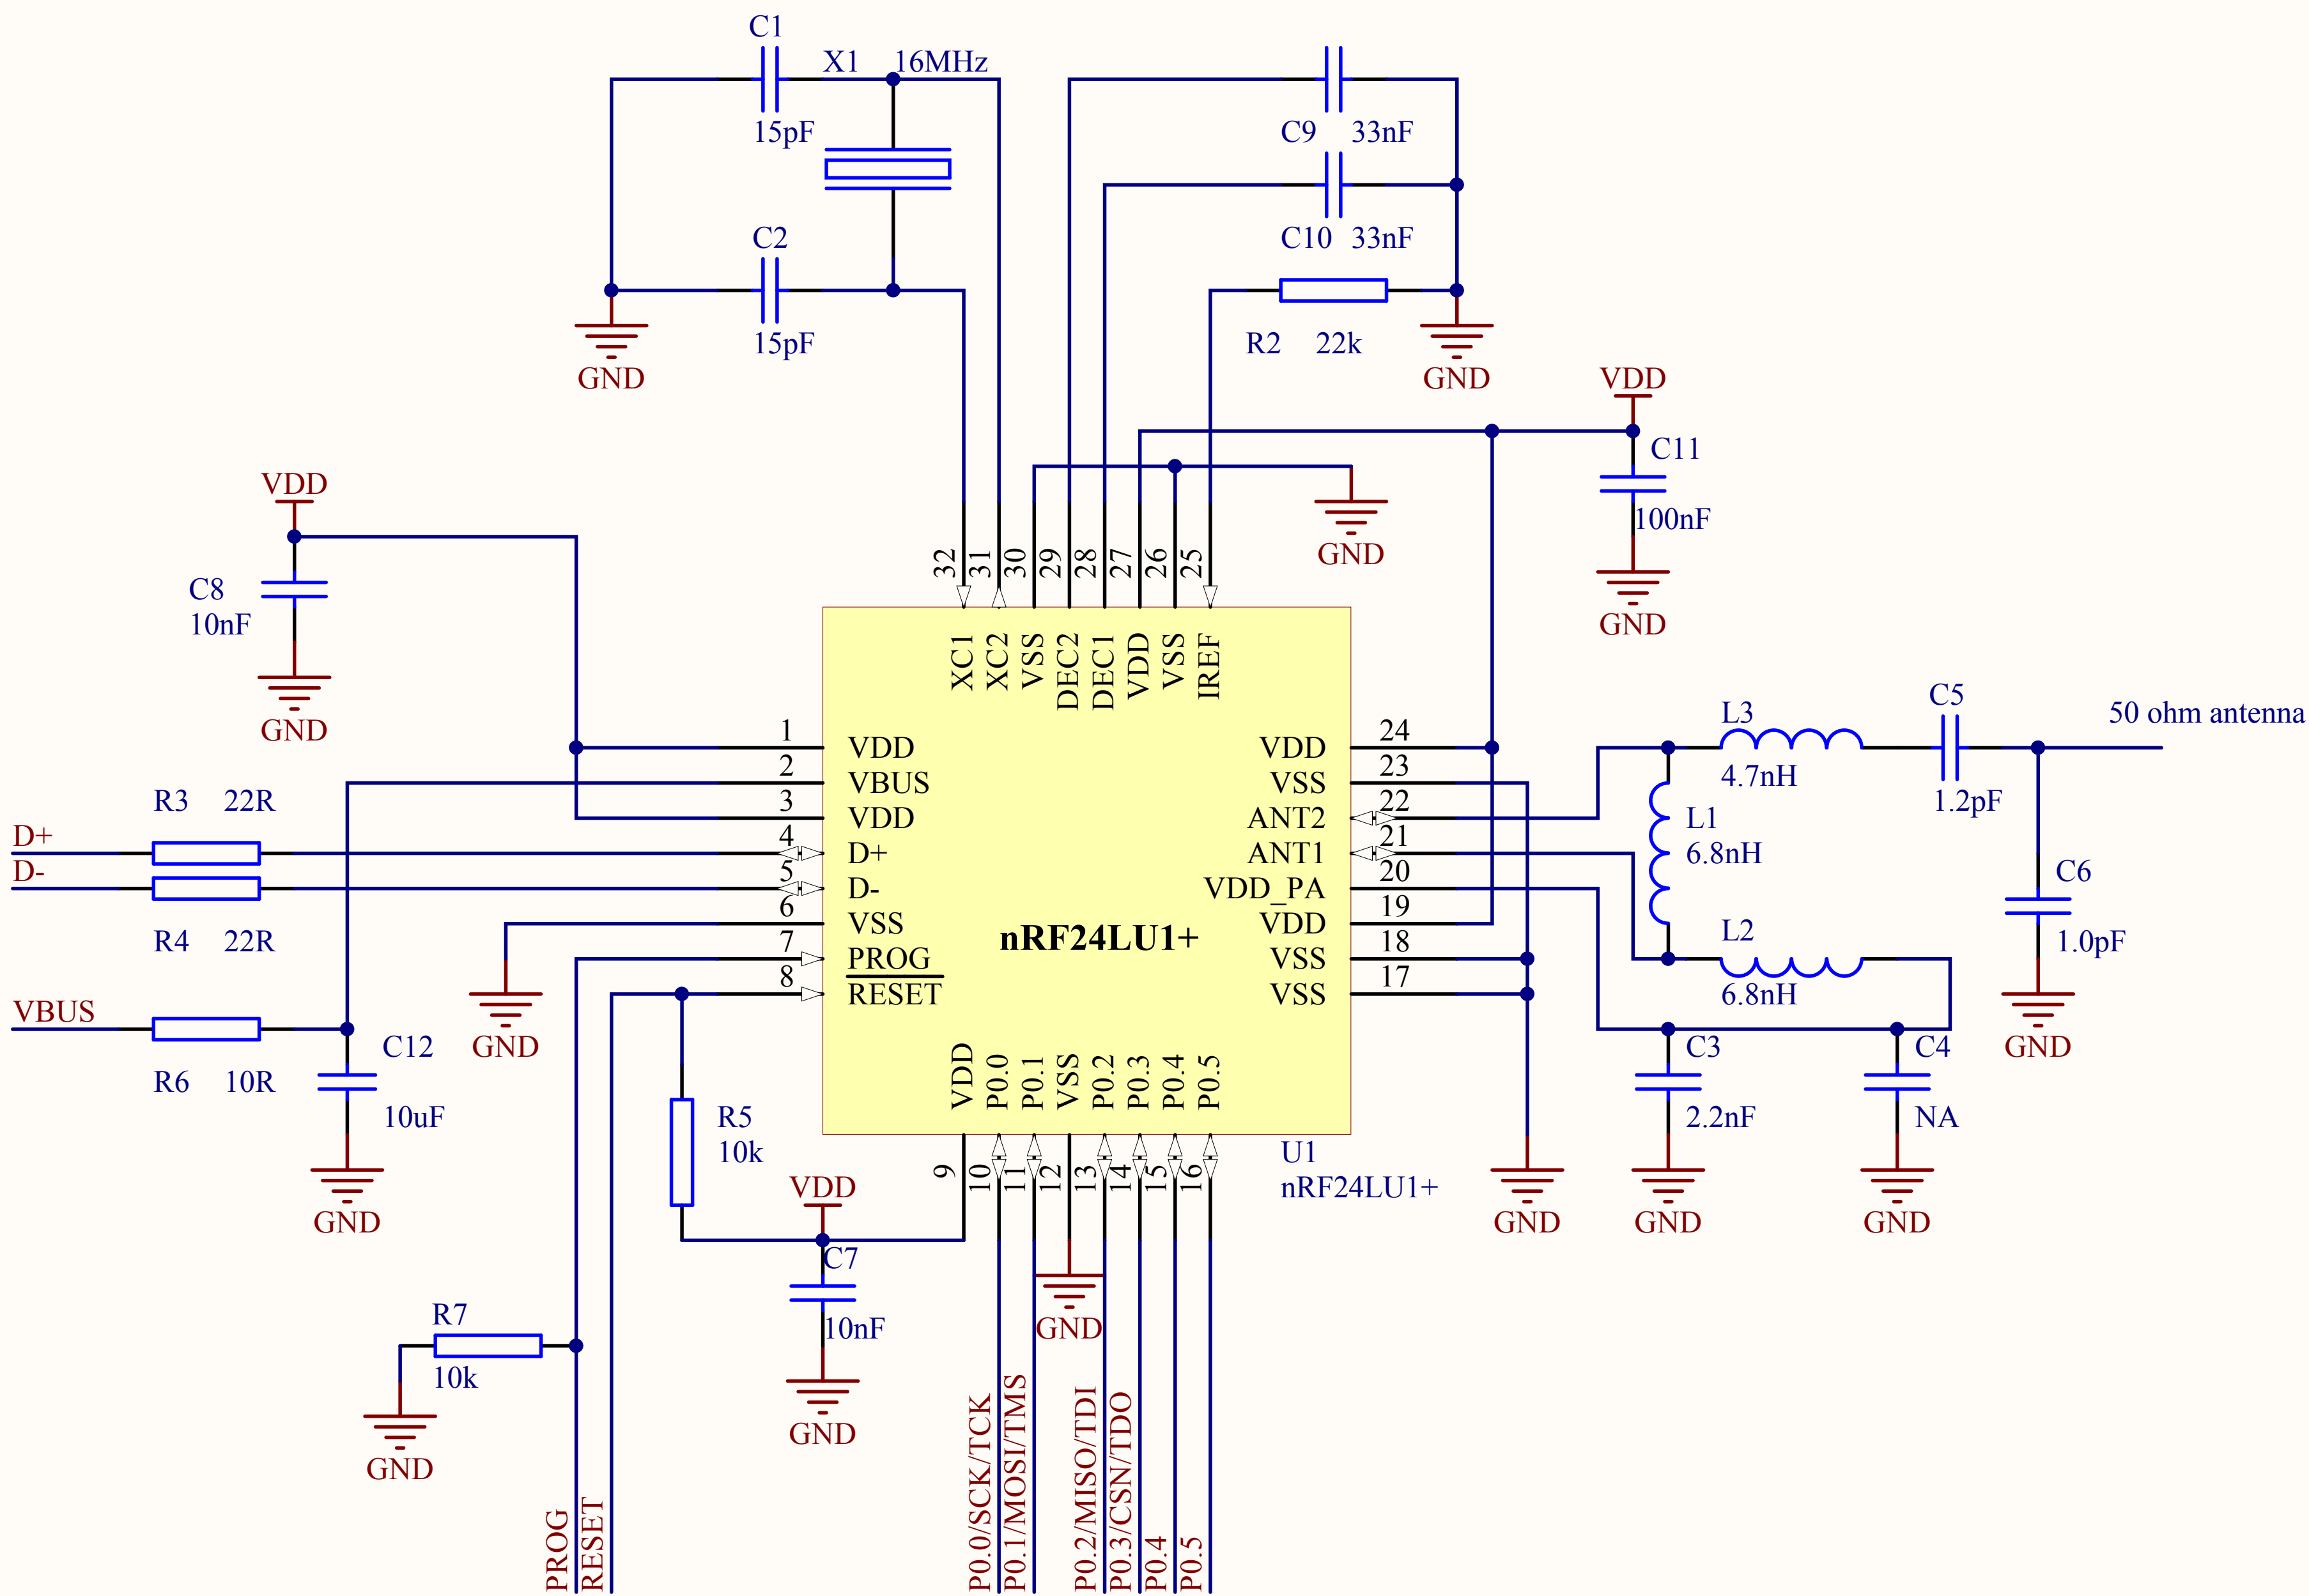 C1
X1 16MHz
15pF
C9 33nF
C2
C10 33nF
15pF
R2 22k
GND
GND
VDD
C11
100nF
GND
VDD
C8
10nF
GND
GND
32
31
30
29
28
27
26
25
XC1
XC2
VSS
DEC2
DEC1
VDD
VSS
IREF
1 VDD
2 VBUS
3 VDD
4 D+
5 D-
6 VSS
7 PROG
8 RESET
VDD 24
VSS 23
ANT2 22
ANT1 21
VDD_PA 20
VDD 19
VSS 18
VSS 17
nRF24LU1+
R3 22R
D+
D-
R4 22R
VBUS
R6 10R
C12
10uF
GND
GND
L3
4.7nH
C5
1.2pF
50 ohm antenna
L1
6.8nH
C6
1.0pF
GND
L2
6.8nH
C3
2.2nF
GND
C4
NA
GND
GND
VDD
P0.0
P0.1
VSS
P0.2
P0.3
P0.4
P0.5
9
10
11
12
13
14
15
16
U1
nRF24LU1+
R5
10k
VDD
C7
10nF
GND
GND
R7
10k
GND
PROG
RESET
P0.0/SCK/TCK
P0.1/MOSI/TMS
P0.2/MISO/TDI
P0.3/CSN/TDO
P0.4
P0.5